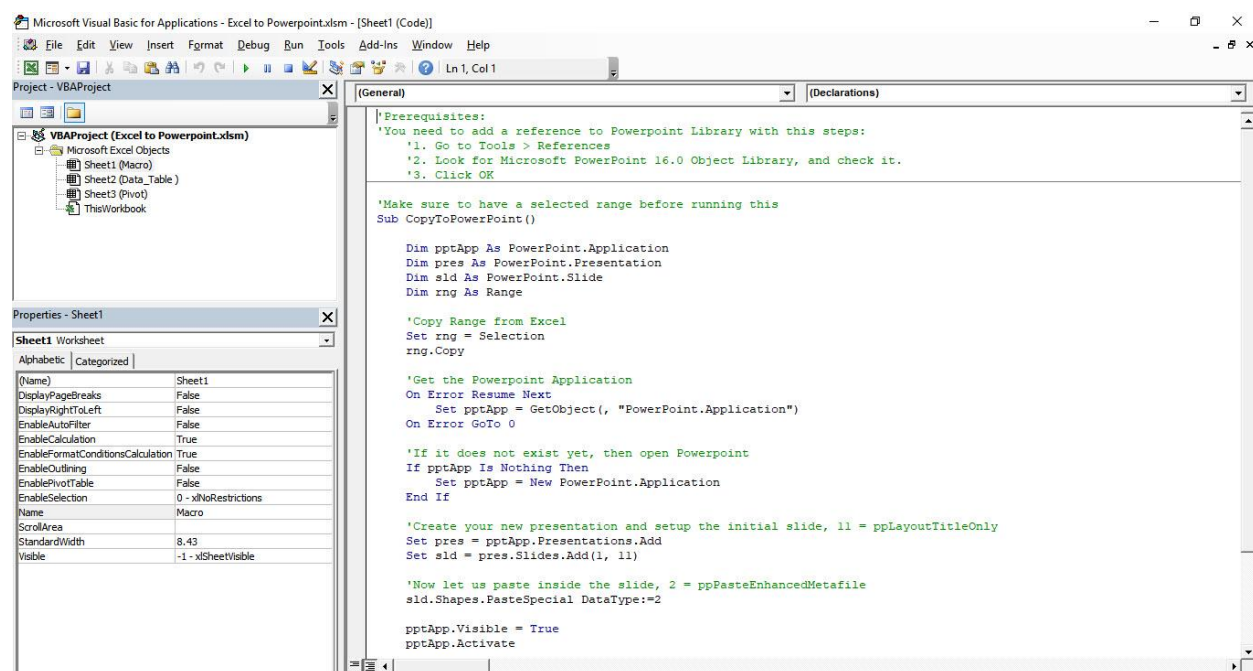 Microsoft Visual Basic for Applications - Excel to Powerpoint.xlsm - [Sheet1 (Code)]
File Edit View Insert Format Debug Run Tools Add-Ins Window Help
Ln 1, Col 1
Project - VBAProject
VBAProject (Excel to Powerpoint.xlsm)
Microsoft Excel Objects
Sheet1 (Macro)
Sheet2 (Data_Table )
Sheet3 (Pivot)
ThisWorkbook
Properties - Sheet1
Sheet1 Worksheet
Alphabetic Categorized
(Name) Sheet1
DisplayPageBreaks False
DisplayRightToLeft False
EnableAutoFilter False
EnableCalculation True
EnableFormatConditionsCalculation True
EnableOutlining False
EnablePivotTable False
EnableSelection 0 - xlNoRestrictions
Name Macro
ScrollArea
StandardWidth 8.43
Visible -1 - xlSheetVisible
(General) (Declarations)
'Prerequisites:
'You need to add a reference to Powerpoint Library with this steps:
'1. Go to Tools > References
'2. Look for Microsoft PowerPoint 16.0 Object Library, and check it.
'3. Click OK
'Make sure to have a selected range before running this
Sub CopyToPowerPoint()
Dim pptApp As PowerPoint.Application
Dim pres As PowerPoint.Presentation
Dim sld As PowerPoint.Slide
Dim rng As Range
'Copy Range from Excel
Set rng = Selection
rng.Copy
'Get the Powerpoint Application
On Error Resume Next
Set pptApp = GetObject(, "PowerPoint.Application")
On Error GoTo 0
'If it does not exist yet, then open Powerpoint
If pptApp Is Nothing Then
Set pptApp = New PowerPoint.Application
End If
'Create your new presentation and setup the initial slide, 11 = ppLayoutTitleOnly
Set pres = pptApp.Presentations.Add
Set sld = pres.Slides.Add(1, 11)
'Now let us paste inside the slide, 2 = ppPasteEnhancedMetafile
sld.Shapes.PasteSpecial DataType:=2
pptApp.Visible = True
pptApp.Activate